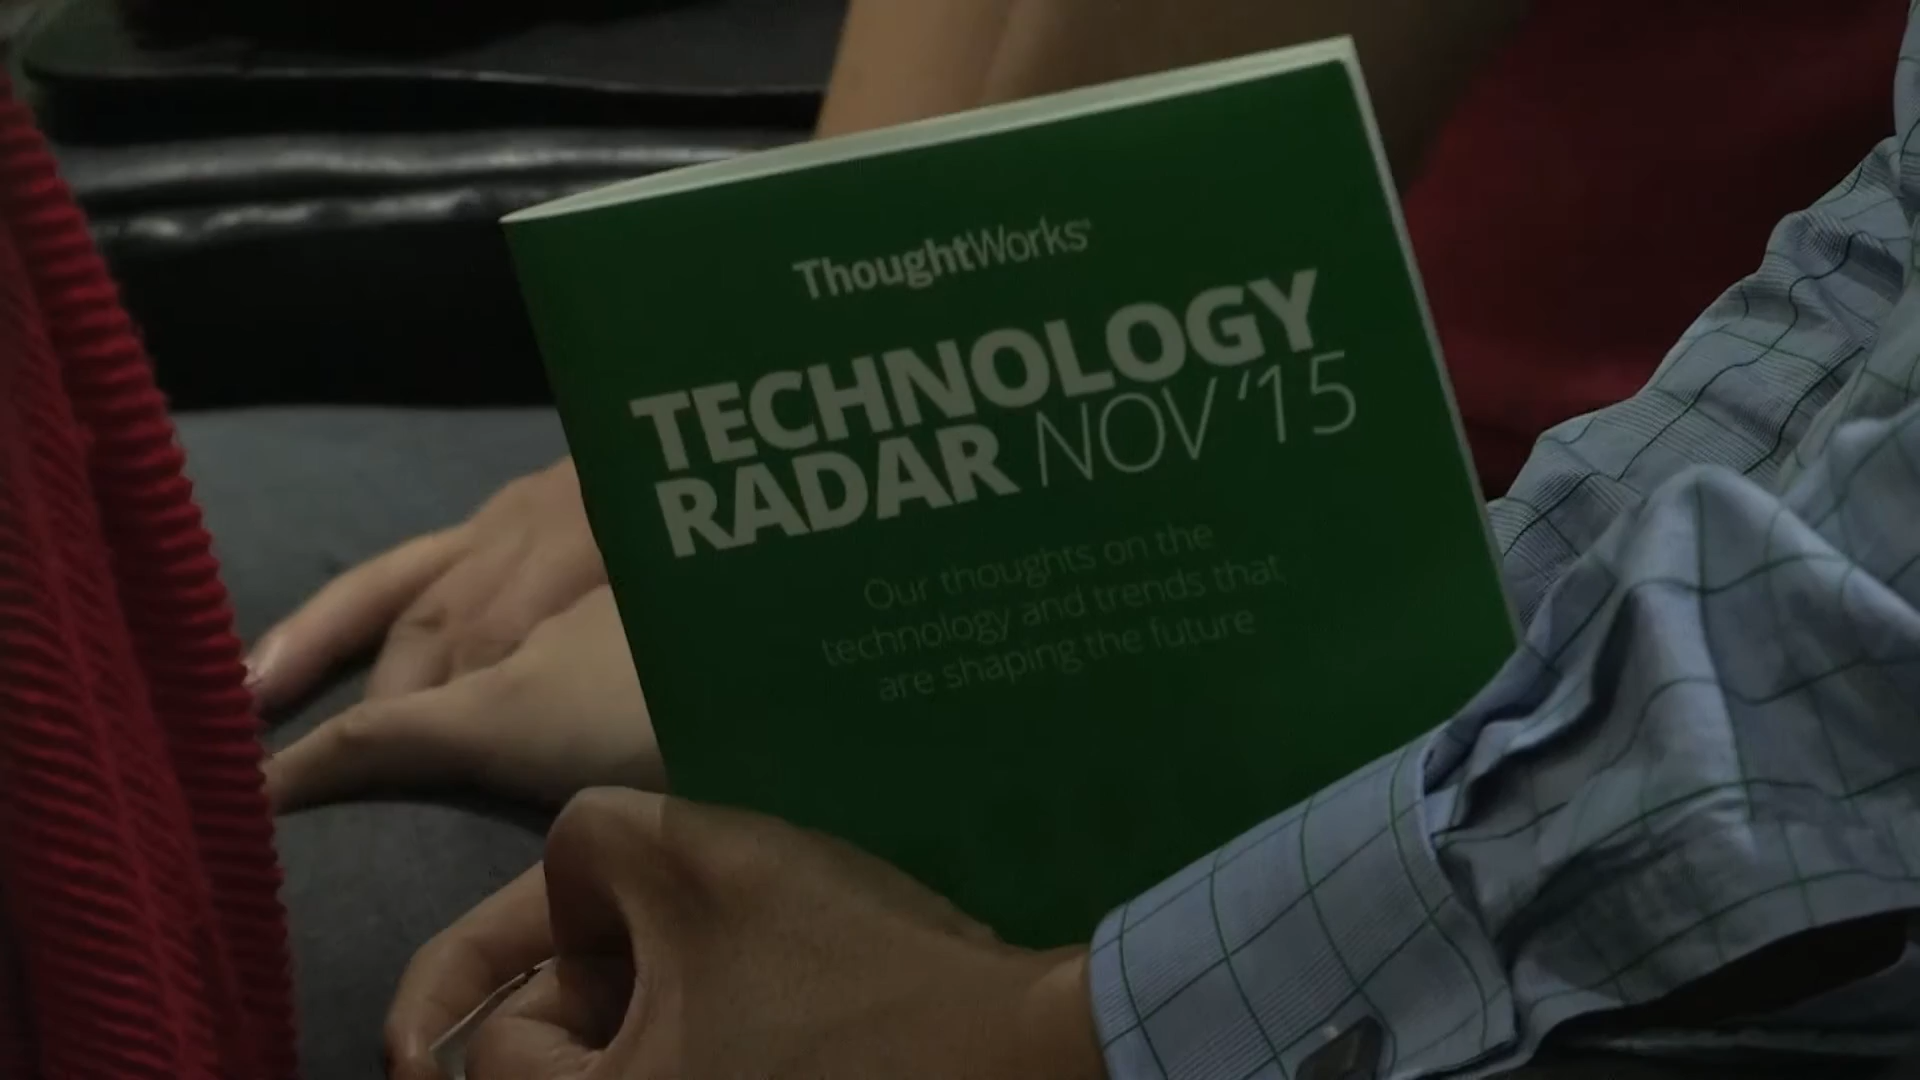 ThoughtWorks®
TECHNOLOGY
RADAR NOV '15
Our thoughts on the
technology and trends that
are shaping the future